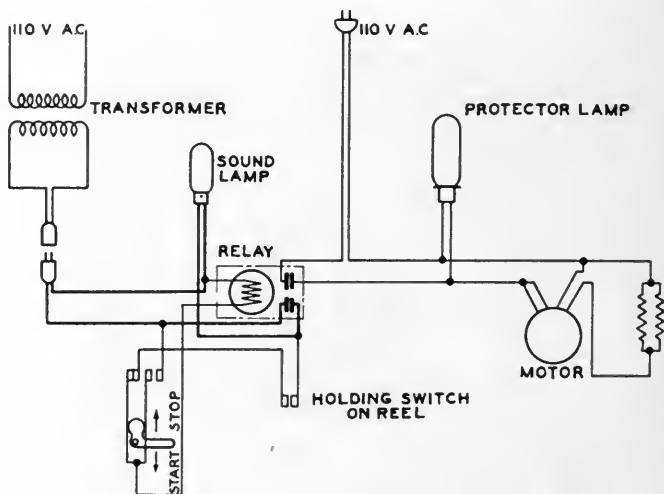 110 V A.C
110 V A.C
TRANSFORMER
PROTECTOR LAMP
SOUND
LAMP
RELAY
MOTOR
HOLDING SWITCH
ON REEL
START STOP